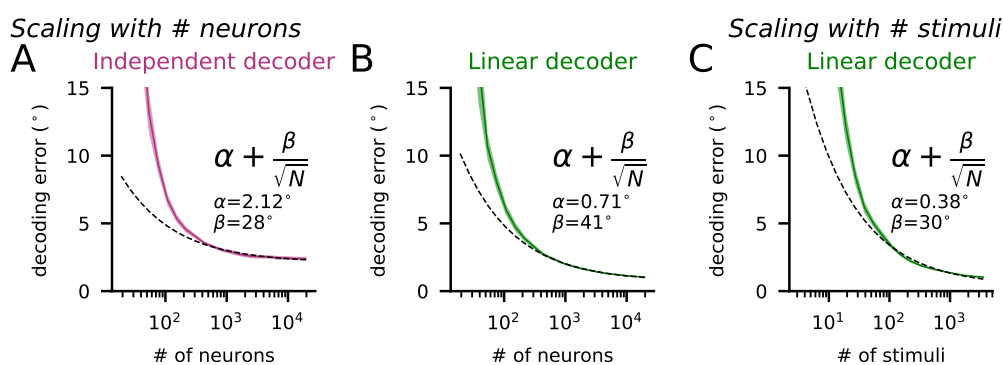 Scaling with # neurons
Scaling with # stimuli
A
Independent decoder
15
10
5
0
decoding error (°)
α + β/√N
α=2.12°
β=28°
10² 10³ 10⁴
# of neurons
B
Linear decoder
15
10
5
0
decoding error (°)
α + β/√N
α=0.71°
β=41°
10² 10³ 10⁴
# of neurons
C
Linear decoder
15
10
5
0
decoding error (°)
α + β/√N
α=0.38°
β=30°
10¹ 10² 10³
# of stimuli